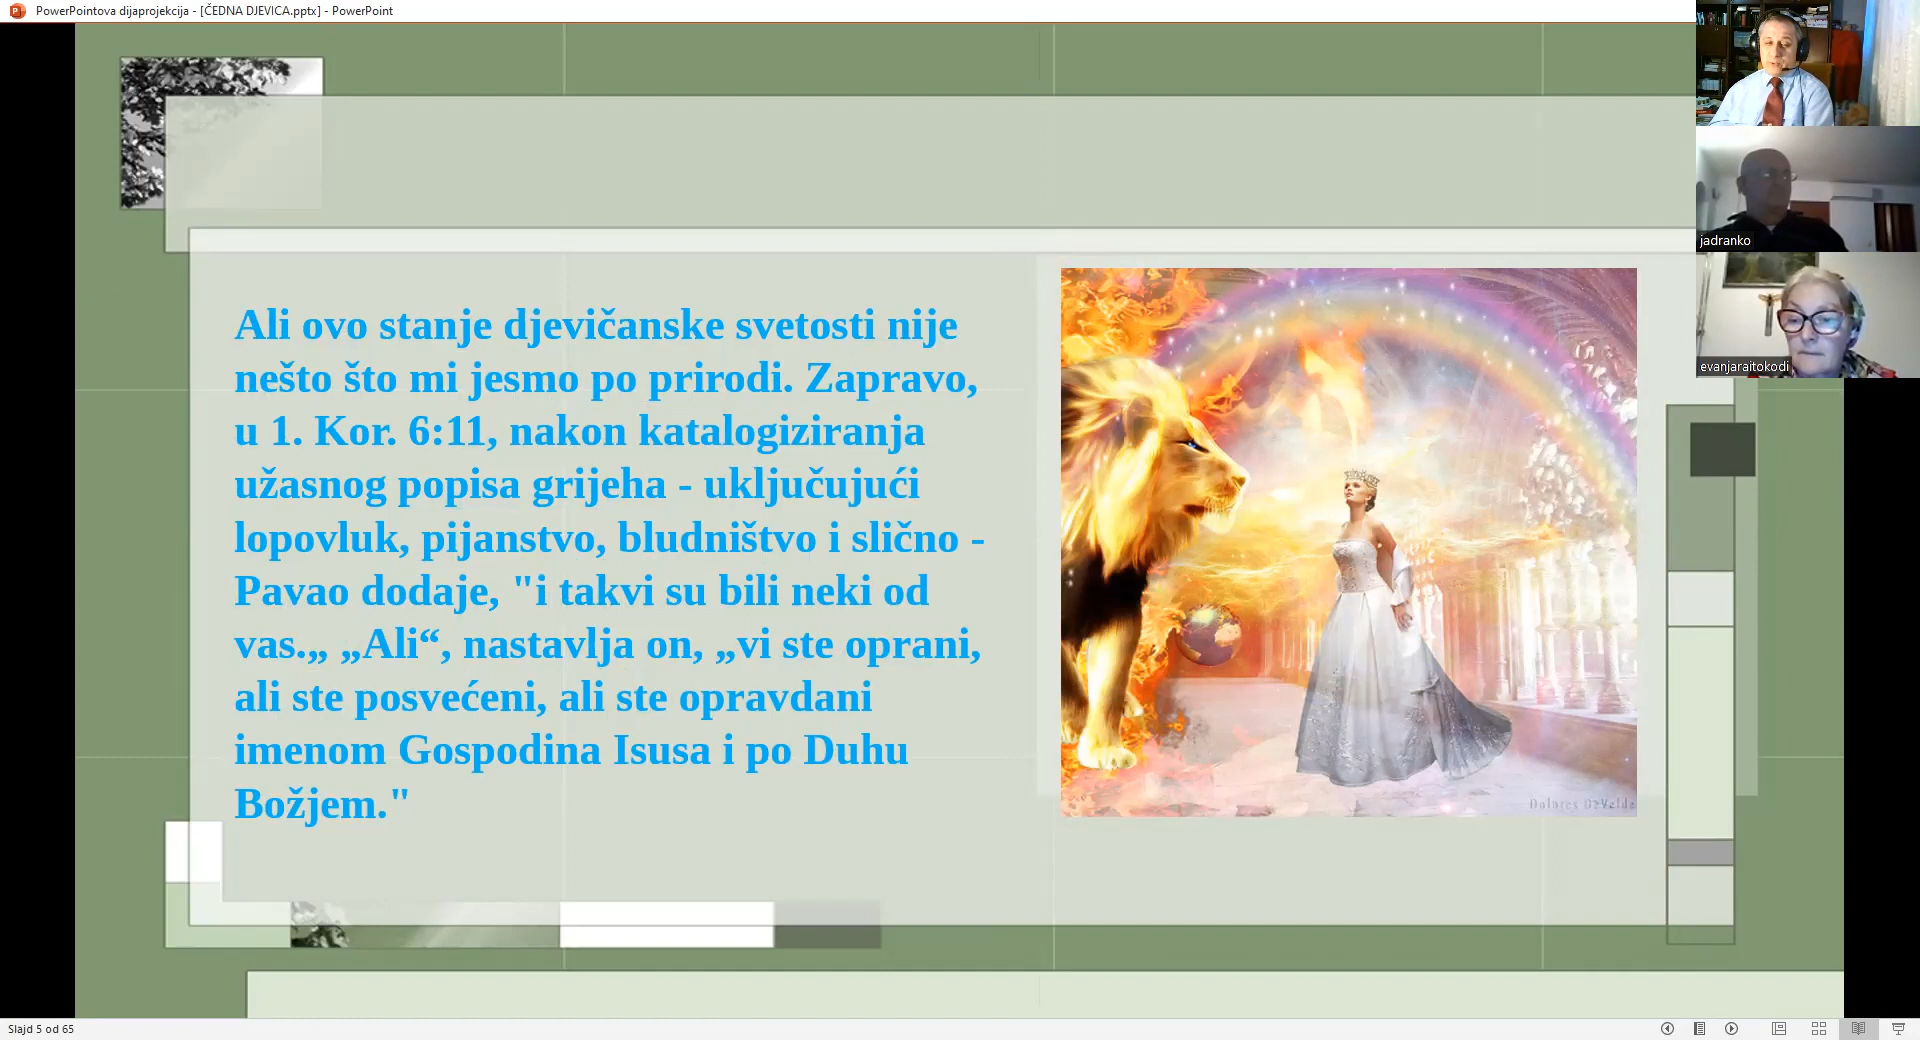 PowerPointova dijaprojekcija - [ČEDNA DJEVICA.pptx] - PowerPoint
Ali ovo stanje djevičanske svetosti nije
nešto što mi jesmo po prirodi. Zapravo,
u 1. Kor. 6:11, nakon katalogiziranja
užasnog popisa grijeha - uključujući
lopovluk, pijanstvo, bludništvo i slično -
Pavao dodaje, "i takvi su bili neki od
vas.„ „Ali“, nastavlja on, „vi ste oprani,
ali ste posvećeni, ali ste opravdani
imenom Gospodina Isusa i po Duhu
Božjem."
Dolores DeVelde
jadranko
evanjaraitokodi
Slajd 5 od 65